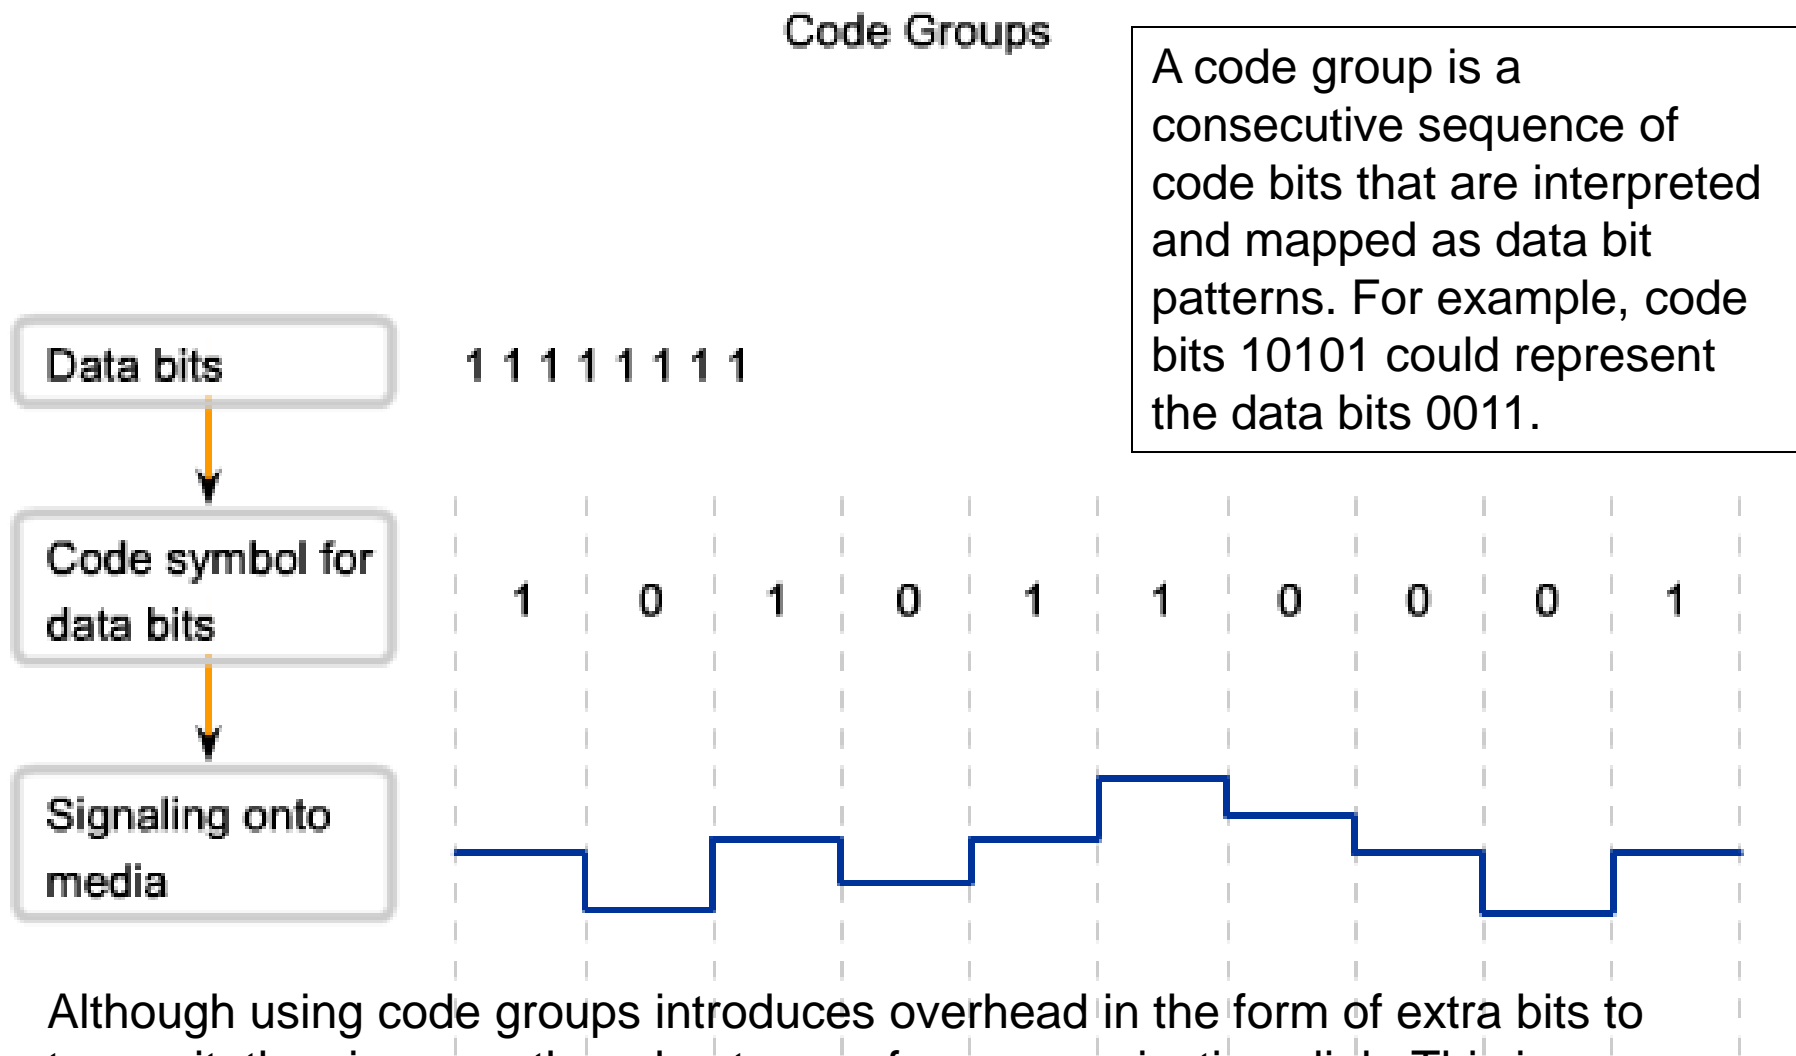 Code Groups
A code group is a
consecutive sequence of
code bits that are interpreted
and mapped as data bit
patterns. For example, code
bits 10101 could represent
the data bits 0011.
Data bits
1 1 1 1 1 1 1 1
Code symbol for
data bits
1 0 1 0 1 1 0 0 0 1
Signaling onto
media
Although using code groups introduces overhead in the form of extra bits to